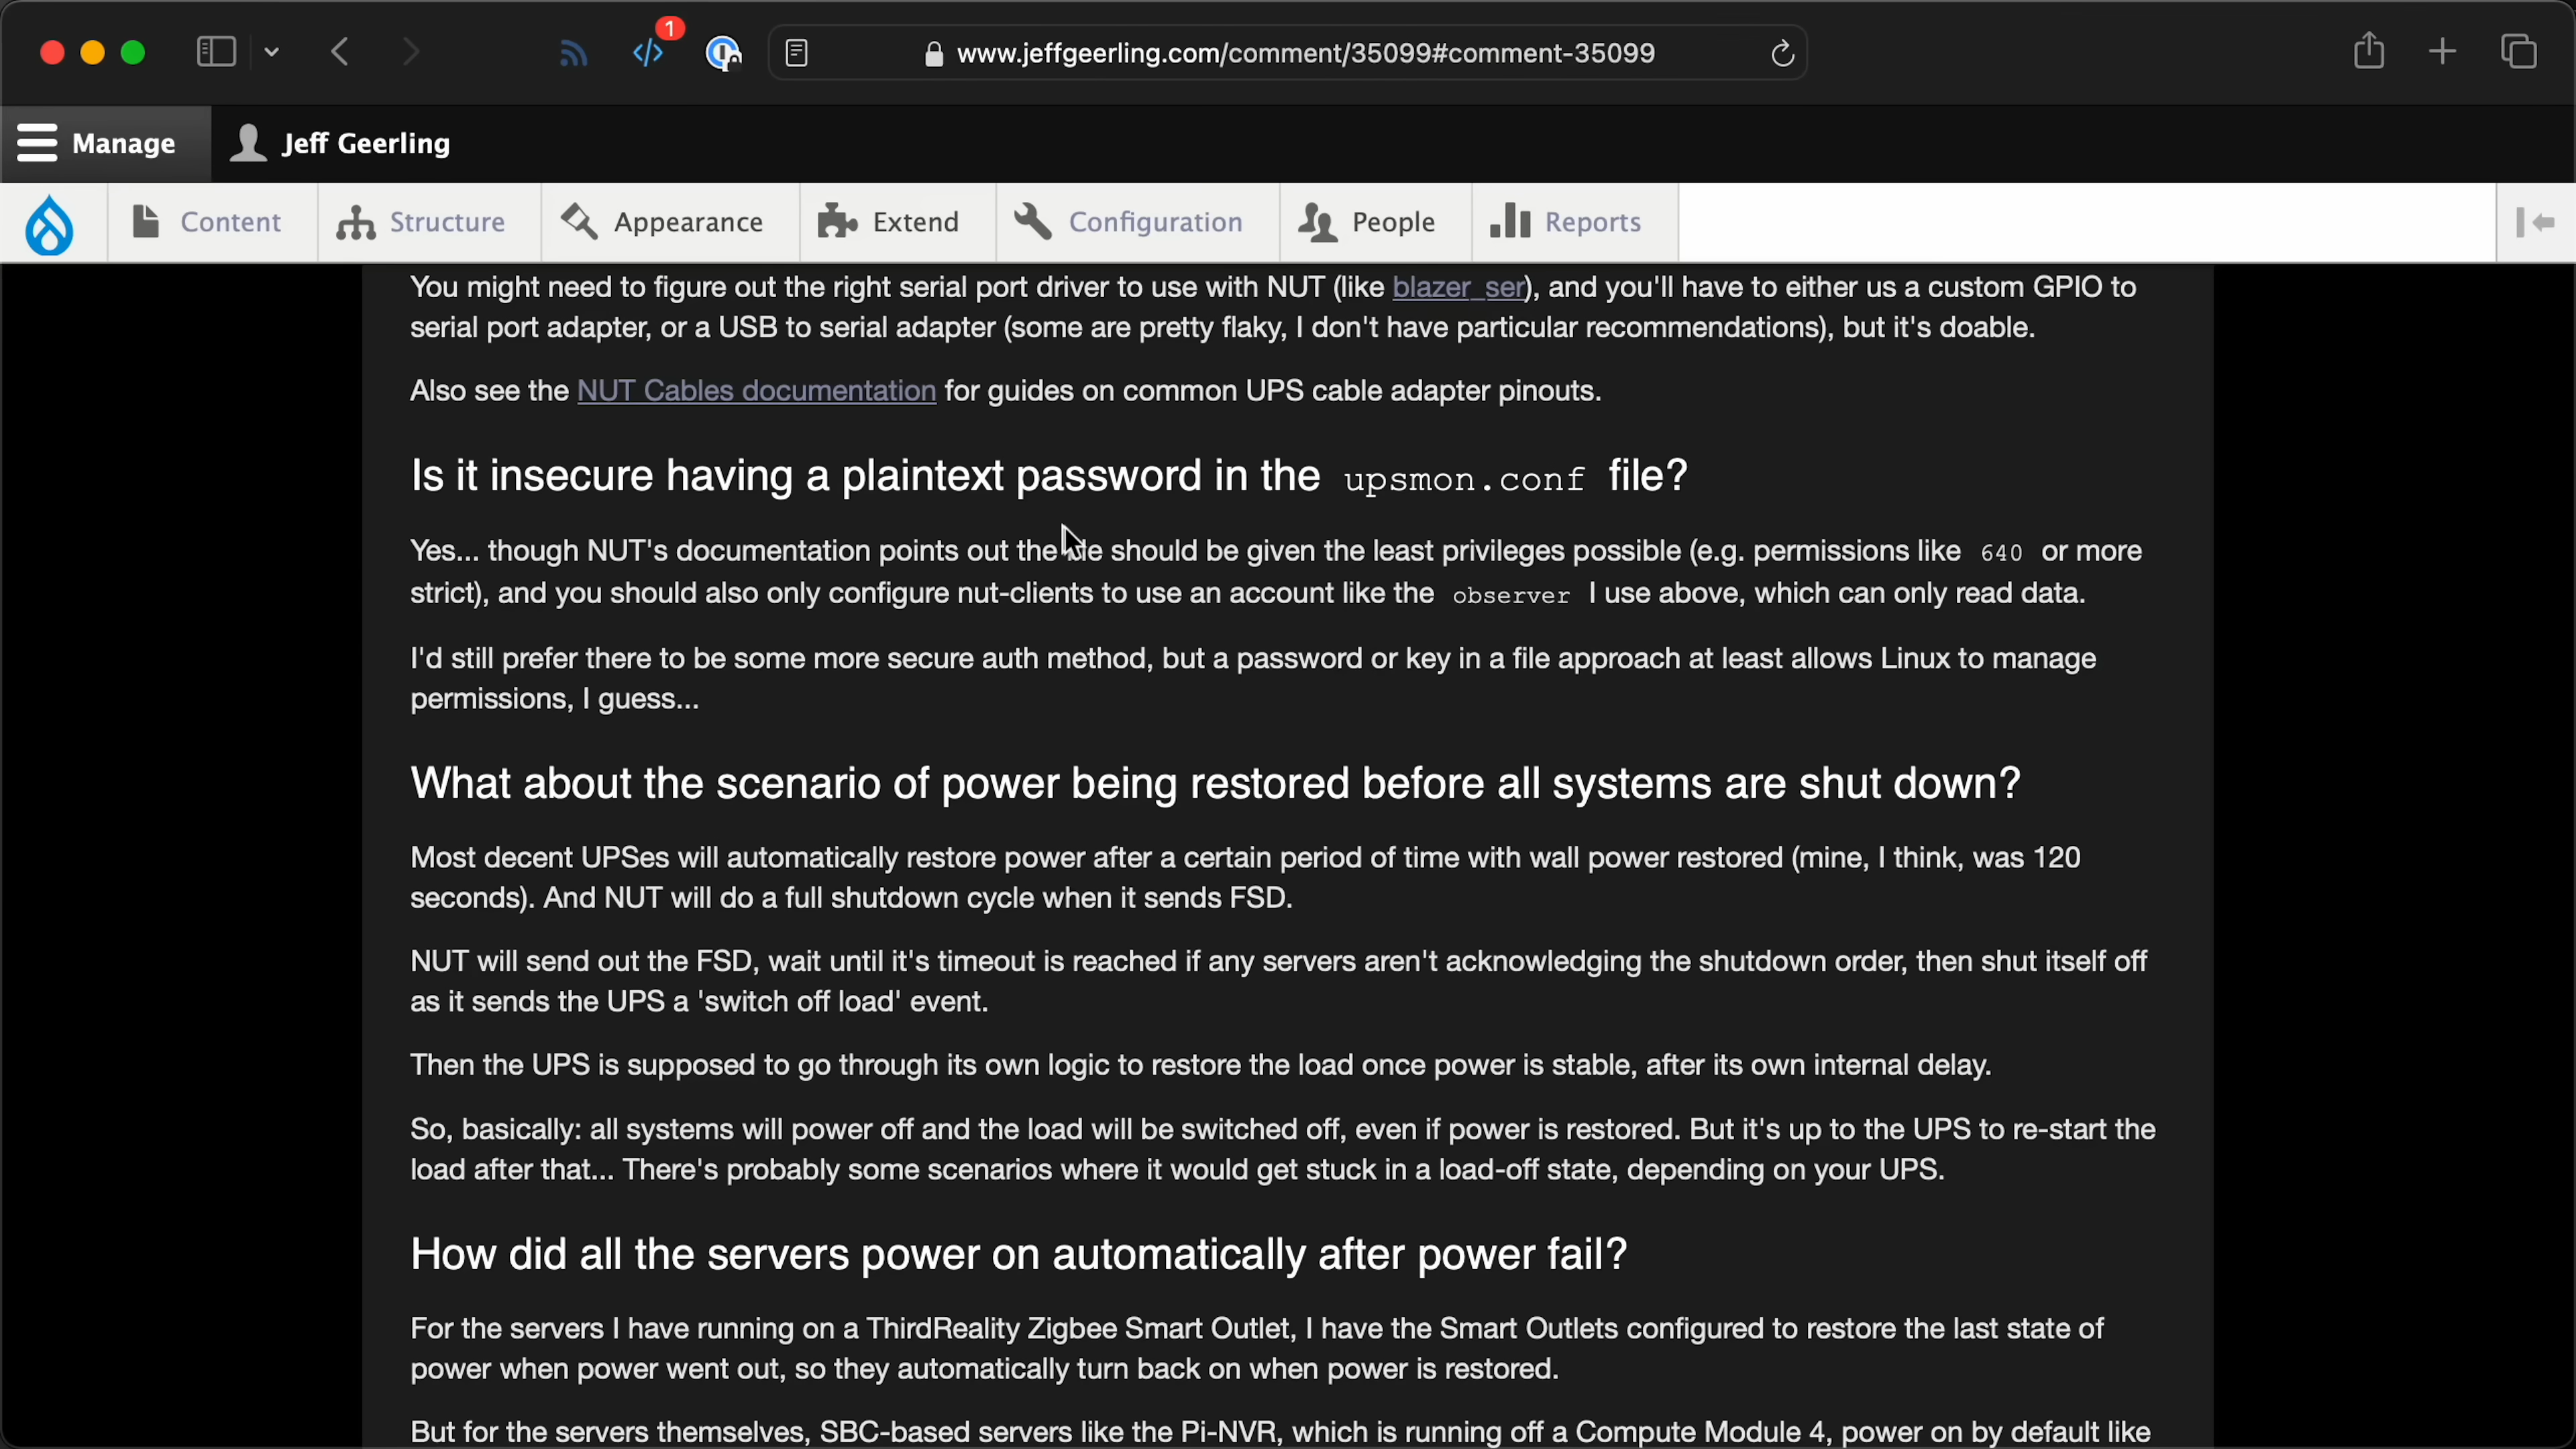 1
www.jeffgeerling.com/comment/35099#comment-35099
Manage Jeff Geerling
Content Structure Appearance Extend Configuration People Reports
You might need to figure out the right serial port driver to use with NUT (like blazer_ser), and you'll have to either us a custom GPIO to
serial port adapter, or a USB to serial adapter (some are pretty flaky, I don't have particular recommendations), but it's doable.
Also see the NUT Cables documentation for guides on common UPS cable adapter pinouts.
Is it insecure having a plaintext password in the upsmon.conf file?
Yes... though NUT's documentation points out the should be given the least privileges possible (e.g. permissions like 640 or more
strict), and you should also only configure nut-clients to use an account like the observer I use above, which can only read data.
I'd still prefer there to be some more secure auth method, but a password or key in a file approach at least allows Linux to manage
permissions, I guess...
What about the scenario of power being restored before all systems are shut down?
Most decent UPSes will automatically restore power after a certain period of time with wall power restored (mine, I think, was 120
seconds). And NUT will do a full shutdown cycle when it sends FSD.
NUT will send out the FSD, wait until it's timeout is reached if any servers aren't acknowledging the shutdown order, then shut itself off
as it sends the UPS a 'switch off load' event.
Then the UPS is supposed to go through its own logic to restore the load once power is stable, after its own internal delay.
So, basically: all systems will power off and the load will be switched off, even if power is restored. But it's up to the UPS to re-start the
load after that... There's probably some scenarios where it would get stuck in a load-off state, depending on your UPS.
How did all the servers power on automatically after power fail?
For the servers I have running on a ThirdReality Zigbee Smart Outlet, I have the Smart Outlets configured to restore the last state of
power when power went out, so they automatically turn back on when power is restored.
But for the servers themselves, SBC-based servers like the Pi-NVR, which is running off a Compute Module 4, power on by default like